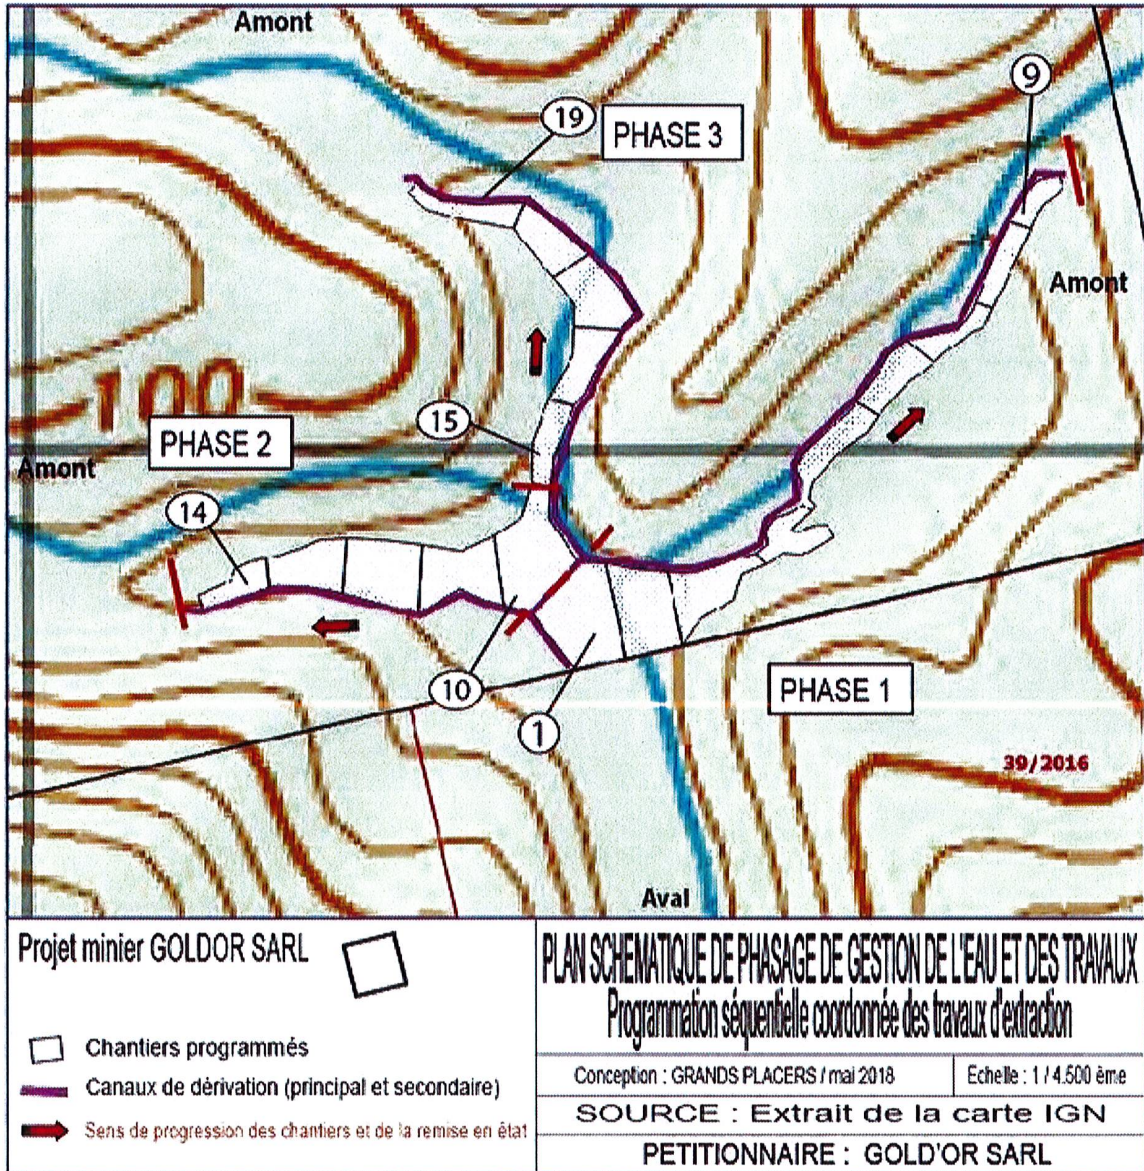 Amont
9
19
PHASE 3
Amont
100
15
PHASE 2
Amont
14
10
PHASE 1
1
39/2016
Aval
Projet minier GOLDOR SARL
Chantiers programmés
Canaux de dérivation (principal et secondaire)
Sens de progression des chantiers et de la remise en état
PLAN SCHEMATIQUE DE PHASAGE DE GESTION DE L'EAU ET DES TRAVAUX
Programmation séquentielle coordonnée des travaux d'extraction
Conception : GRANDS PLACERS / mai 2018
Echelle : 1 / 4.500 ème
SOURCE : Extrait de la carte IGN
PETITIONNAIRE : GOLD'OR SARL